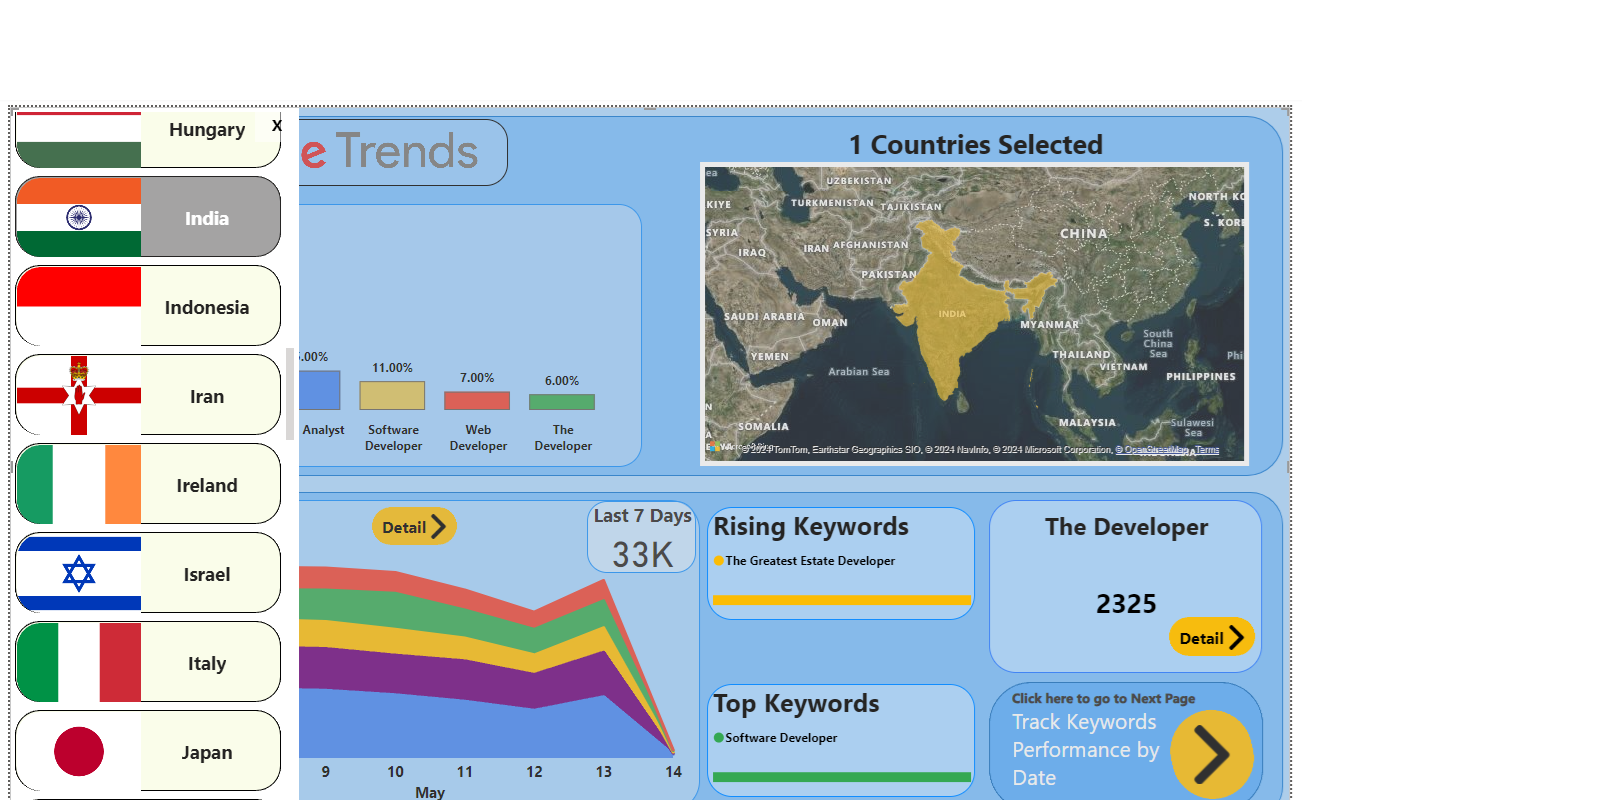 Hungary
X
India
Indonesia
Iran
Ireland
Israel
Italy
Japan
e Trends
.00%
11.00%
7.00%
6.00%
Analyst
Software
Developer
Web
Developer
The
Developer
1 Countries Selected
ea
UZBEKISTAN
NORTH KO
KIYE
TURKMENISTAN
TAJIKISTAN
S. KORE
SYRIA
CHINA
IRAQ
IRAN
AFGHANISTAN
PAKISTAN
SAUDI ARABIA
OMAN
INDIA
MYANMAR
South
China
Sea
YEMEN
THAILAND
Phi
VIETNAM
Arabian Sea
PHILIPPINES
N
SOMALIA
MALAYSIA
Sulawesi
Sea
A
© 2024 TomTom, Earthstar Geographics SIO, © 2024 NavInfo, © 2024 Microsoft Corporation, © OpenStreetMap Terms
Detail
Last 7 Days
33K
9
10
11
12
13
14
May
Rising Keywords
The Greatest Estate Developer
Top Keywords
Software Developer
The Developer
2325
Detail
Click here to go to Next Page
Track Keywords
Performance by
Date